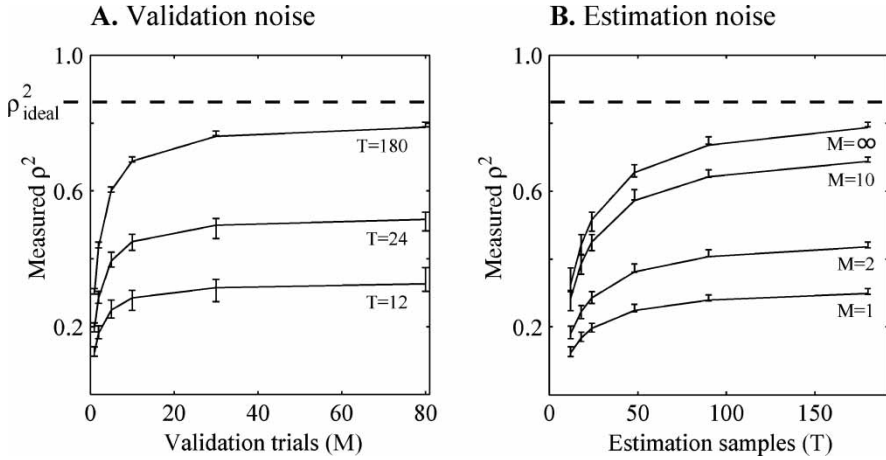 A. Validation noise
1.0
ρ²ideal
0.6
0.2
Measured ρ²
T=180
T=24
T=12
0
20
40
60
80
Validation trials (M)
B. Estimation noise
1.0
0.6
0.2
Measured ρ²
M=∞
M=10
M=2
M=1
0
50
100
150
Estimation samples (T)